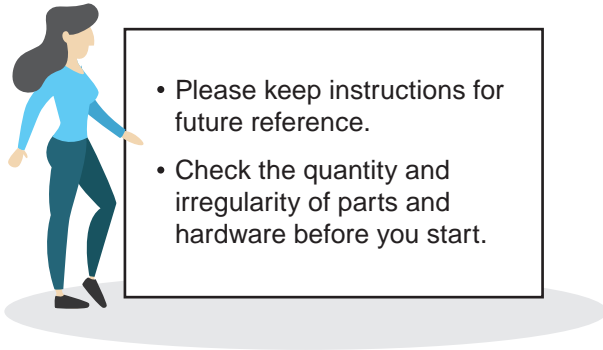 • Please keep instructions for
future reference.
• Check the quantity and
irregularity of parts and
hardware before you start.